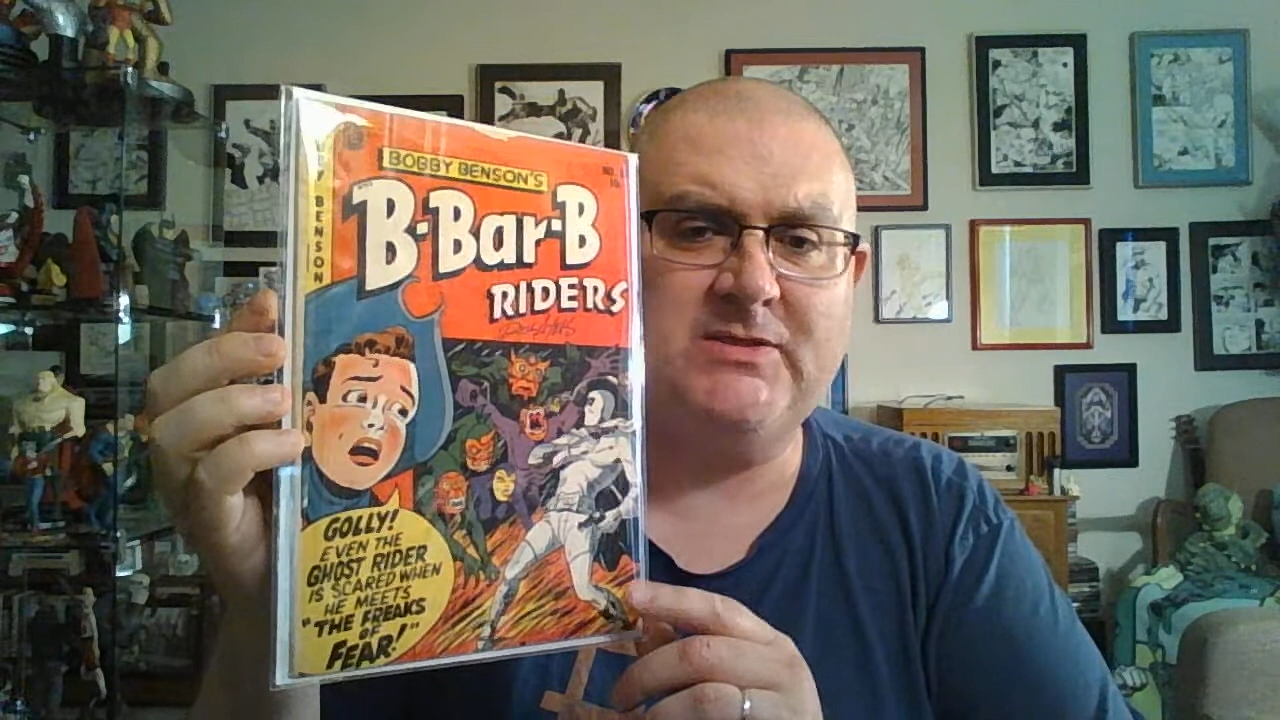 BOBBY BENSON'S
B-Bar-B
RIDERS
BENSON
GOLLY!
EVEN THE
GHOST RIDER
IS SCARED WHEN
HE MEETS
"THE FREAKS
OF
FEAR!"